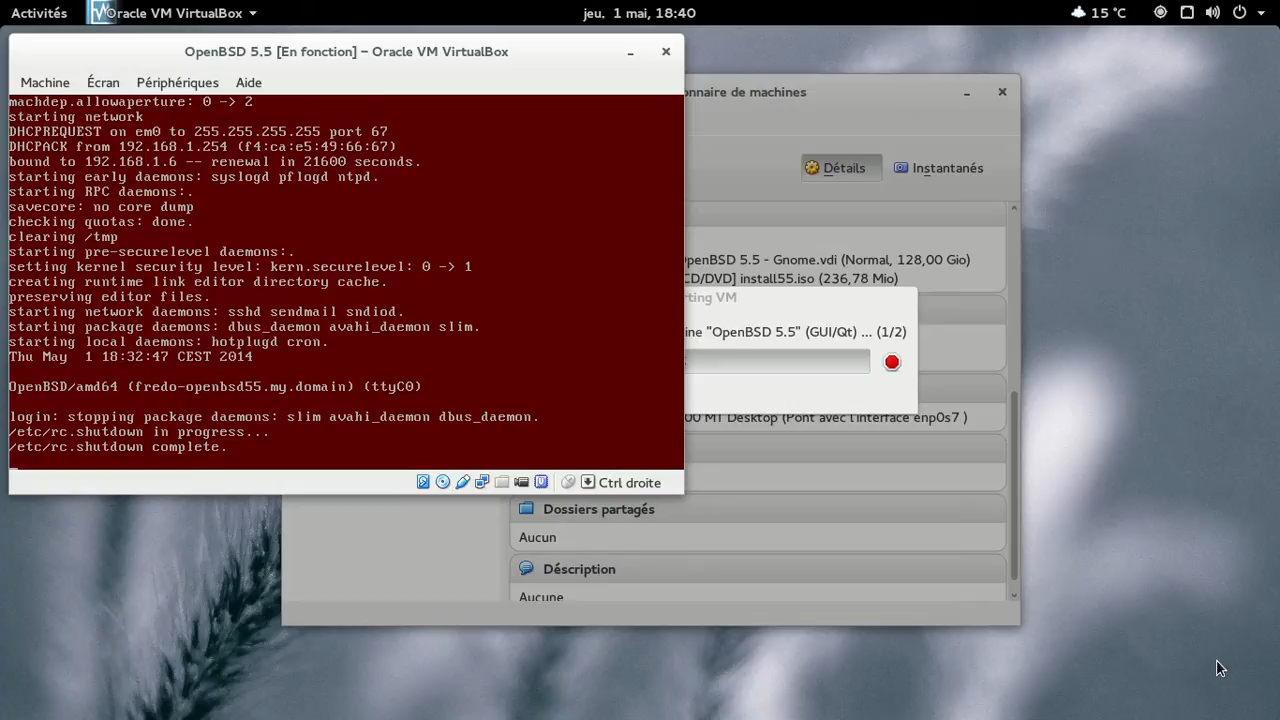 Activités
Oracle VM VirtualBox
jeu. 1 mai, 18:40
15 °C
OpenBSD 5.5 [En fonction] – Oracle VM VirtualBox
Machine Écran Périphériques Aide
machdep.allowaperture: 0 -> 2
starting network
DHCPREQUEST on em0 to 255.255.255.255 port 67
DHCPACK from 192.168.1.254 (f4:ca:e5:49:66:67)
bound to 192.168.1.6 -- renewal in 21600 seconds.
starting early daemons: syslogd pflogd ntpd.
starting RPC daemons:.
savecore: no core dump
checking quotas: done.
clearing /tmp
starting pre-securelevel daemons:.
setting kernel security level: kern.securelevel: 0 -> 1
creating runtime link editor directory cache.
preserving editor files.
starting network daemons: sshd sendmail sndiod.
starting package daemons: dbus_daemon avahi_daemon slim.
starting local daemons: hotplugd cron.
Thu May  1 18:32:47 CEST 2014
OpenBSD/amd64 (fredo-openbsd55.my.domain) (ttyC0)
login: stopping package daemons: slim avahi_daemon dbus_daemon.
/etc/rc.shutdown in progress...
/etc/rc.shutdown complete.
Ctrl droite
onnaire de machines
Détails
Instantanés
penBSD 5.5 - Gnome.vdi (Normal, 128,00 Gio)
CD/DVD] install55.iso (236,78 Mio)
rting VM
ine "OpenBSD 5.5" (GUI/Qt) ... (1/2)
00 MT Desktop (Pont avec l'interface enp0s7 )
Dossiers partagés
Aucun
Déscription
Aucune